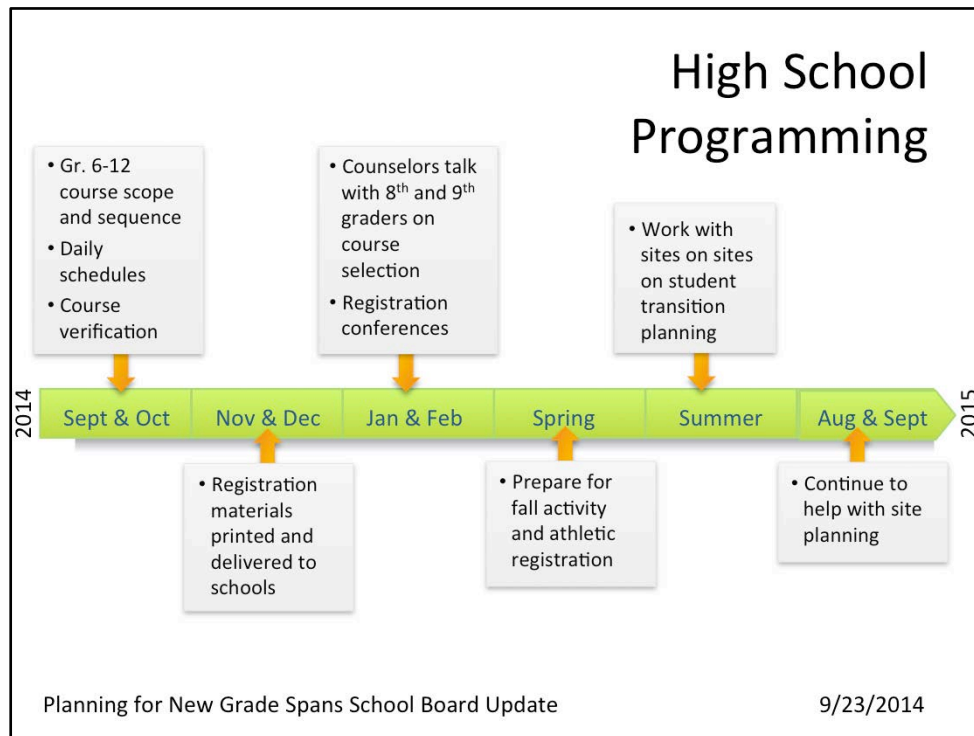 High School
Programming
• Gr. 6-12
course scope
and sequence
• Daily
schedules
• Course
verification
• Counselors talk
with 8th and 9th
graders on
course
selection
• Registration
conferences
• Work with
sites on sites
on student
transition
planning
2014
Sept & Oct
Nov & Dec
Jan & Feb
Spring
Summer
Aug & Sept
2015
• Registration
materials
printed and
delivered to
schools
• Prepare for
fall activity
and athletic
registration
• Continue to
help with site
planning
Planning for New Grade Spans School Board Update
9/23/2014